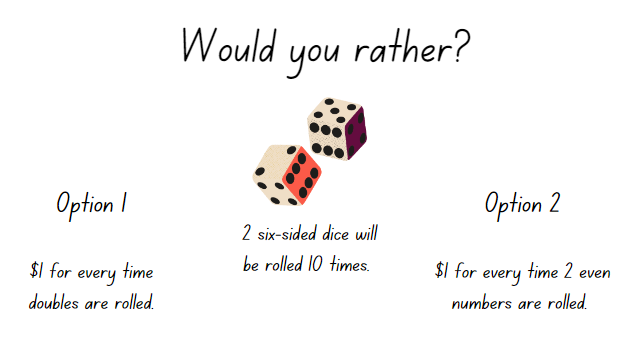 Would you rather?
Option 1
$1 for every time
doubles are rolled.
2 six-sided dice will
be rolled 10 times.
Option 2
$1 for every time 2 even
numbers are rolled.